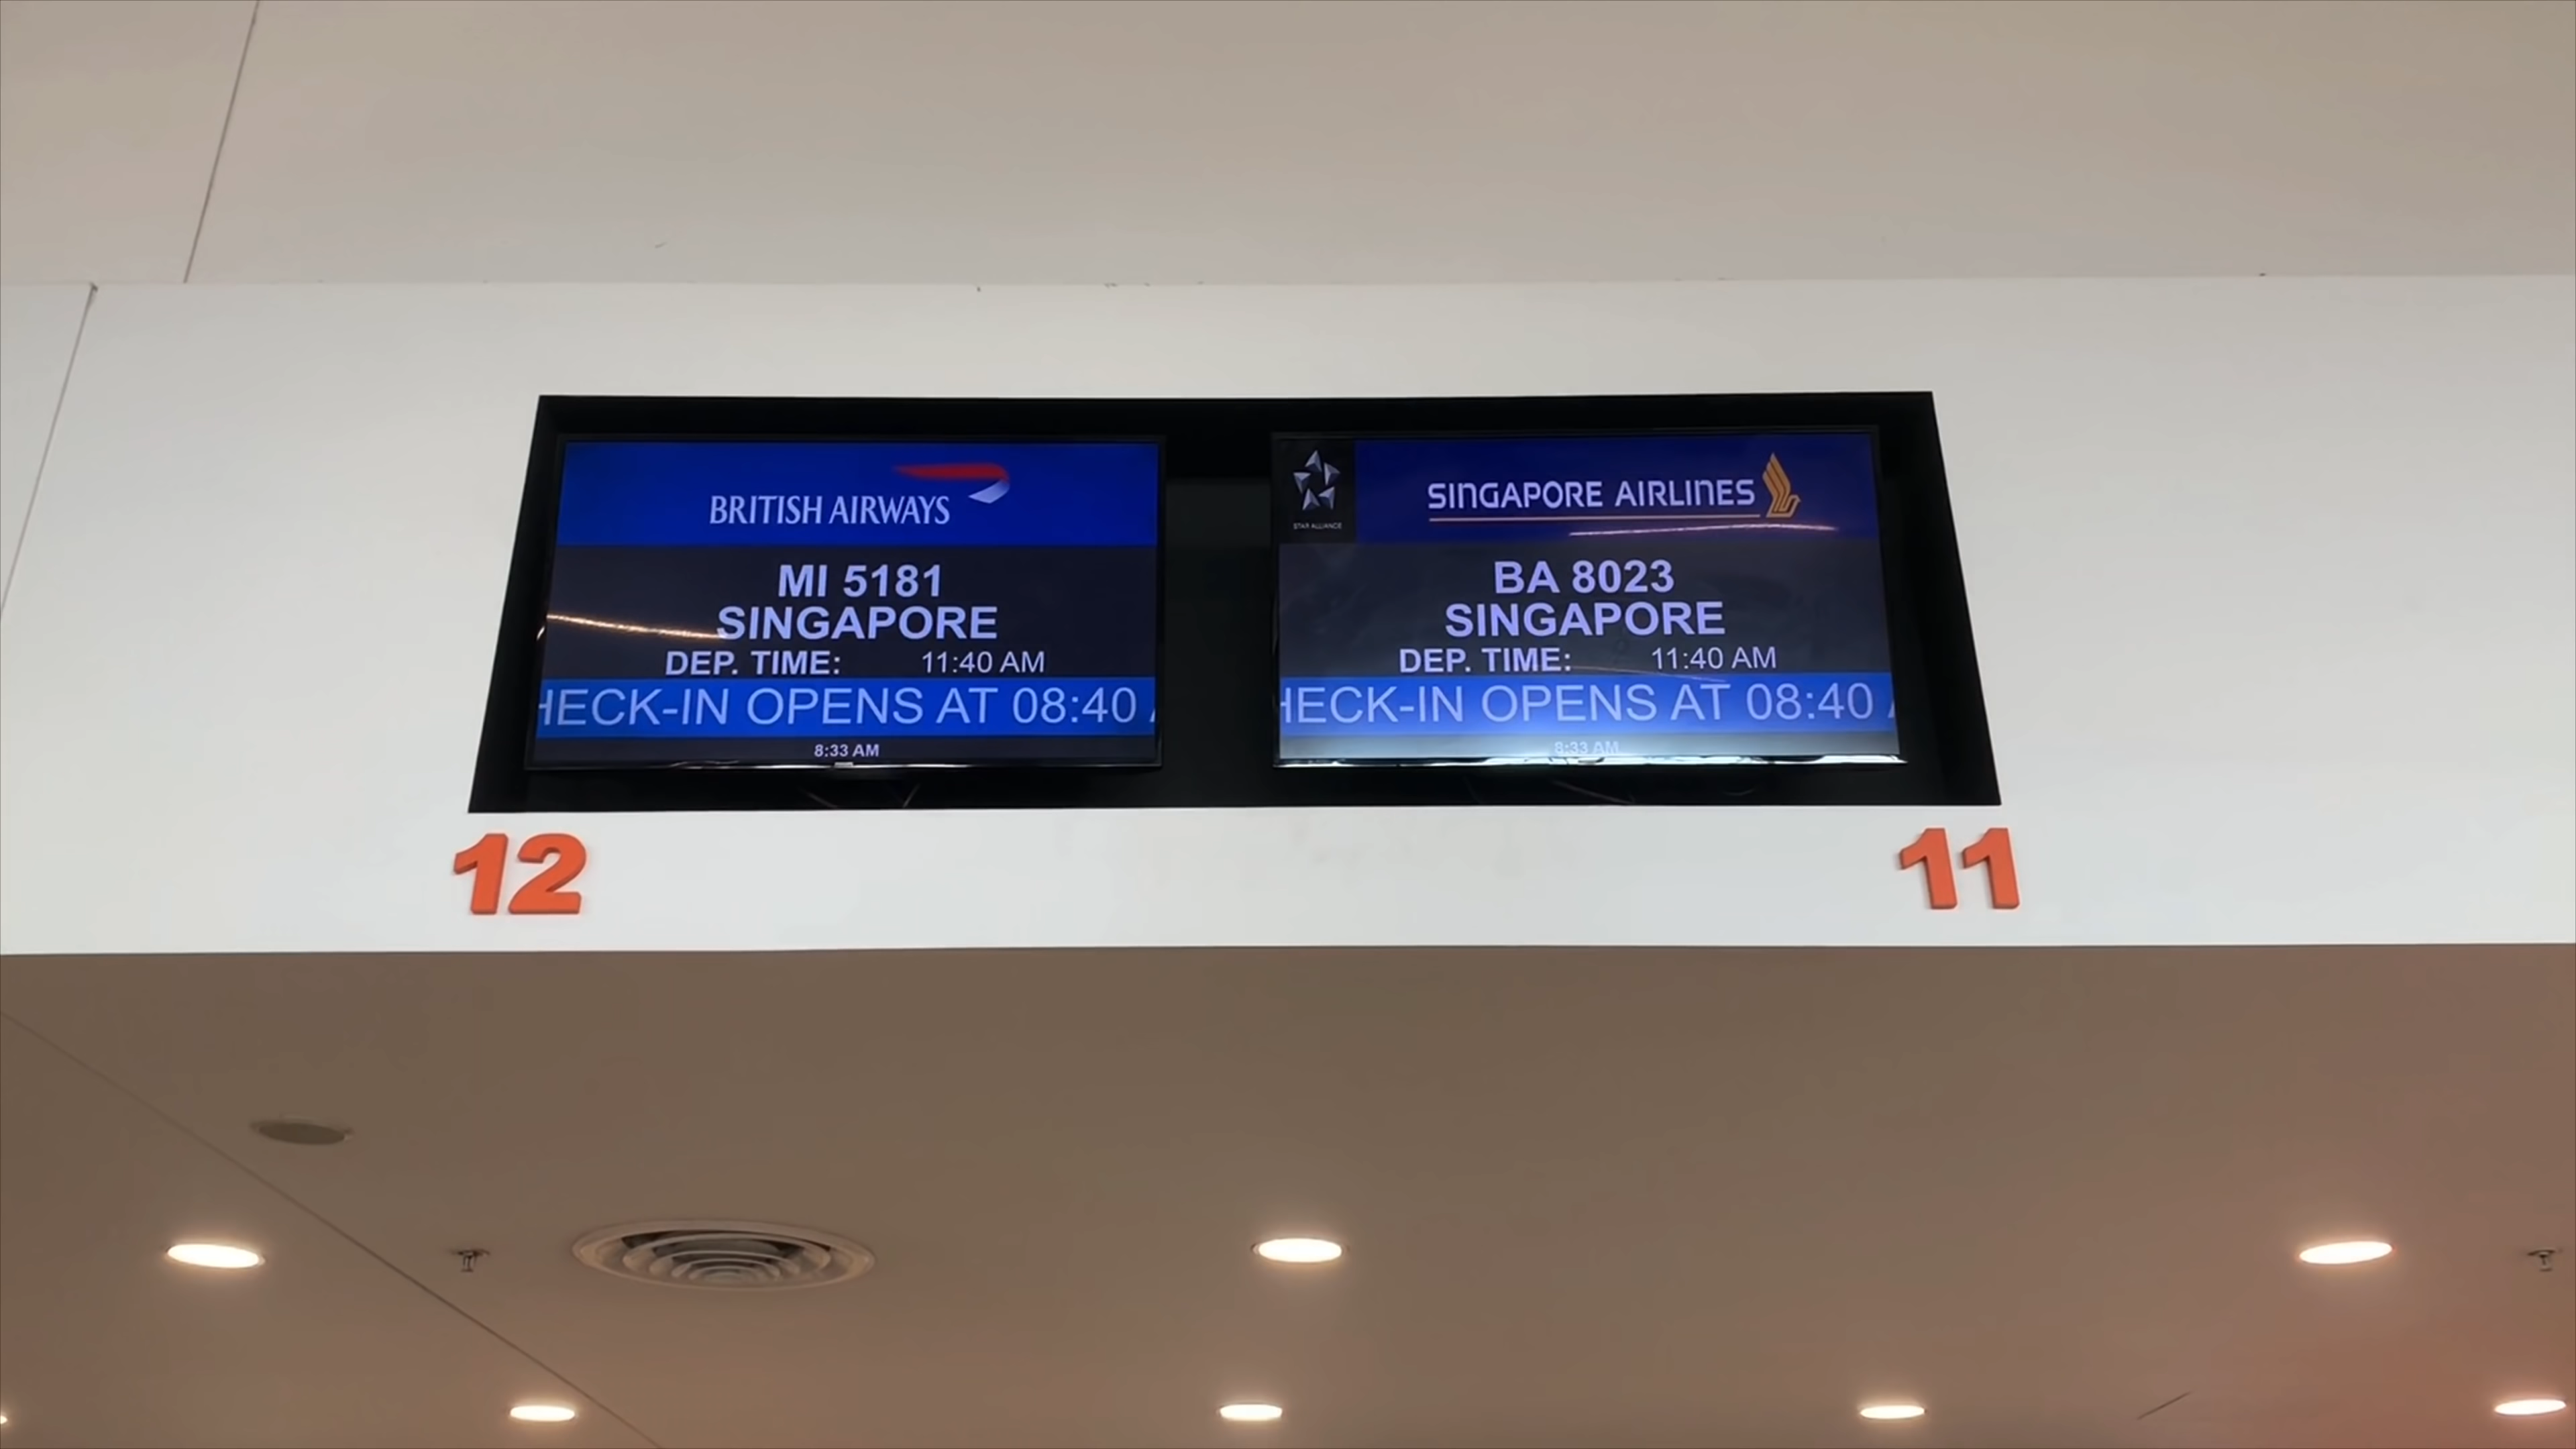 BRITISH AIRWAYS
MI 5181
SINGAPORE
DEP. TIME: 11:40 AM
HECK-IN OPENS AT 08:40
8:33 AM
12
STAR ALLIANCE
SINGAPORE AIRLINES
BA 8023
SINGAPORE
DEP. TIME: 11:40 AM
HECK-IN OPENS AT 08:40
8:33 AM
11